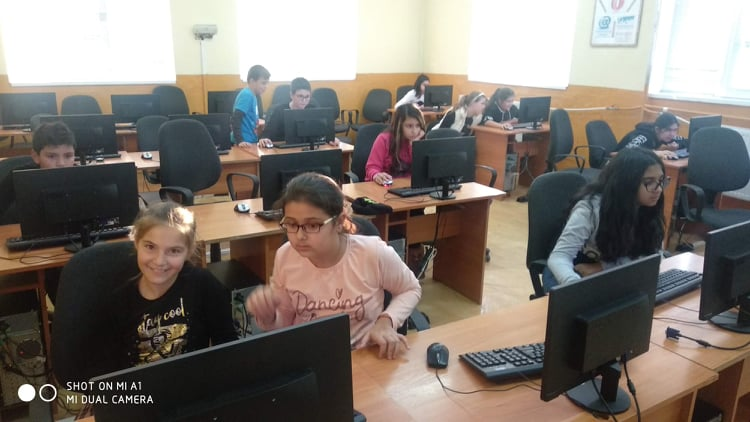 stay cool
Dancing
SHOT ON MI A1
MI DUAL CAMERA